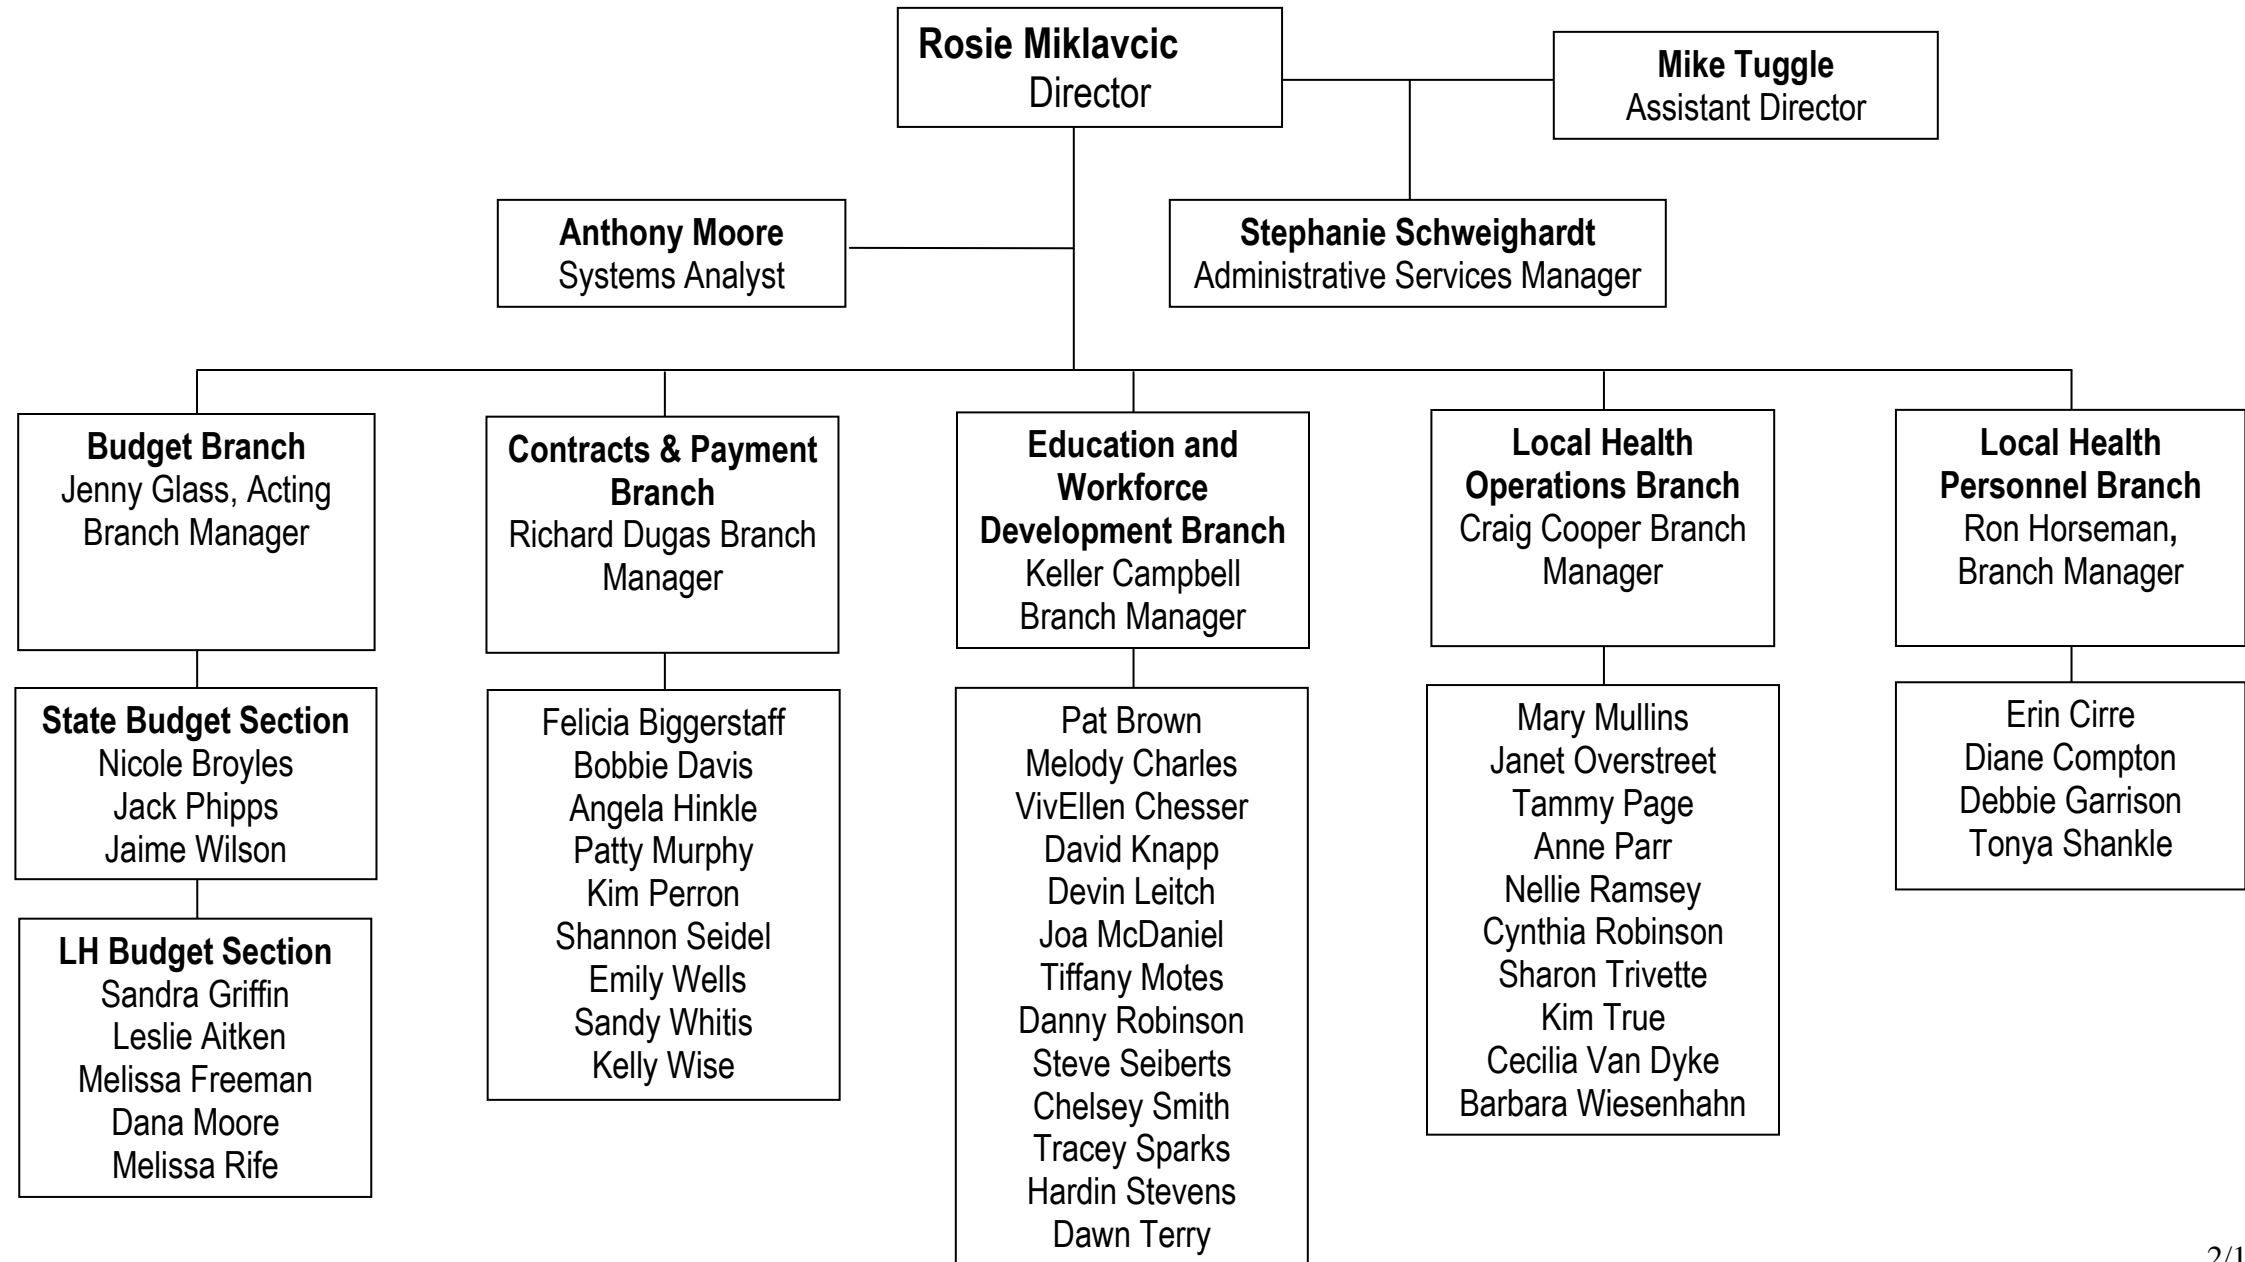 Rosie Miklavcic
Director
Mike Tuggle
Assistant Director
Anthony Moore
Systems Analyst
Stephanie Schweighardt
Administrative Services Manager
Budget Branch
Jenny Glass, Acting
Branch Manager
Contracts & Payment
Branch
Richard Dugas Branch
Manager
Education and
Workforce
Development Branch
Keller Campbell
Branch Manager
Local Health
Operations Branch
Craig Cooper Branch
Manager
Local Health
Personnel Branch
Ron Horseman,
Branch Manager
State Budget Section
Nicole Broyles
Jack Phipps
Jaime Wilson
LH Budget Section
Sandra Griffin
Leslie Aitken
Melissa Freeman
Dana Moore
Melissa Rife
Felicia Biggerstaff
Bobbie Davis
Angela Hinkle
Patty Murphy
Kim Perron
Shannon Seidel
Emily Wells
Sandy Whitis
Kelly Wise
Pat Brown
Melody Charles
VivEllen Chesser
David Knapp
Devin Leitch
Joa McDaniel
Tiffany Motes
Danny Robinson
Steve Seiberts
Chelsey Smith
Tracey Sparks
Hardin Stevens
Dawn Terry
Mary Mullins
Janet Overstreet
Tammy Page
Anne Parr
Nellie Ramsey
Cynthia Robinson
Sharon Trivette
Kim True
Cecilia Van Dyke
Barbara Wiesenhahn
Erin Cirre
Diane Compton
Debbie Garrison
Tonya Shankle